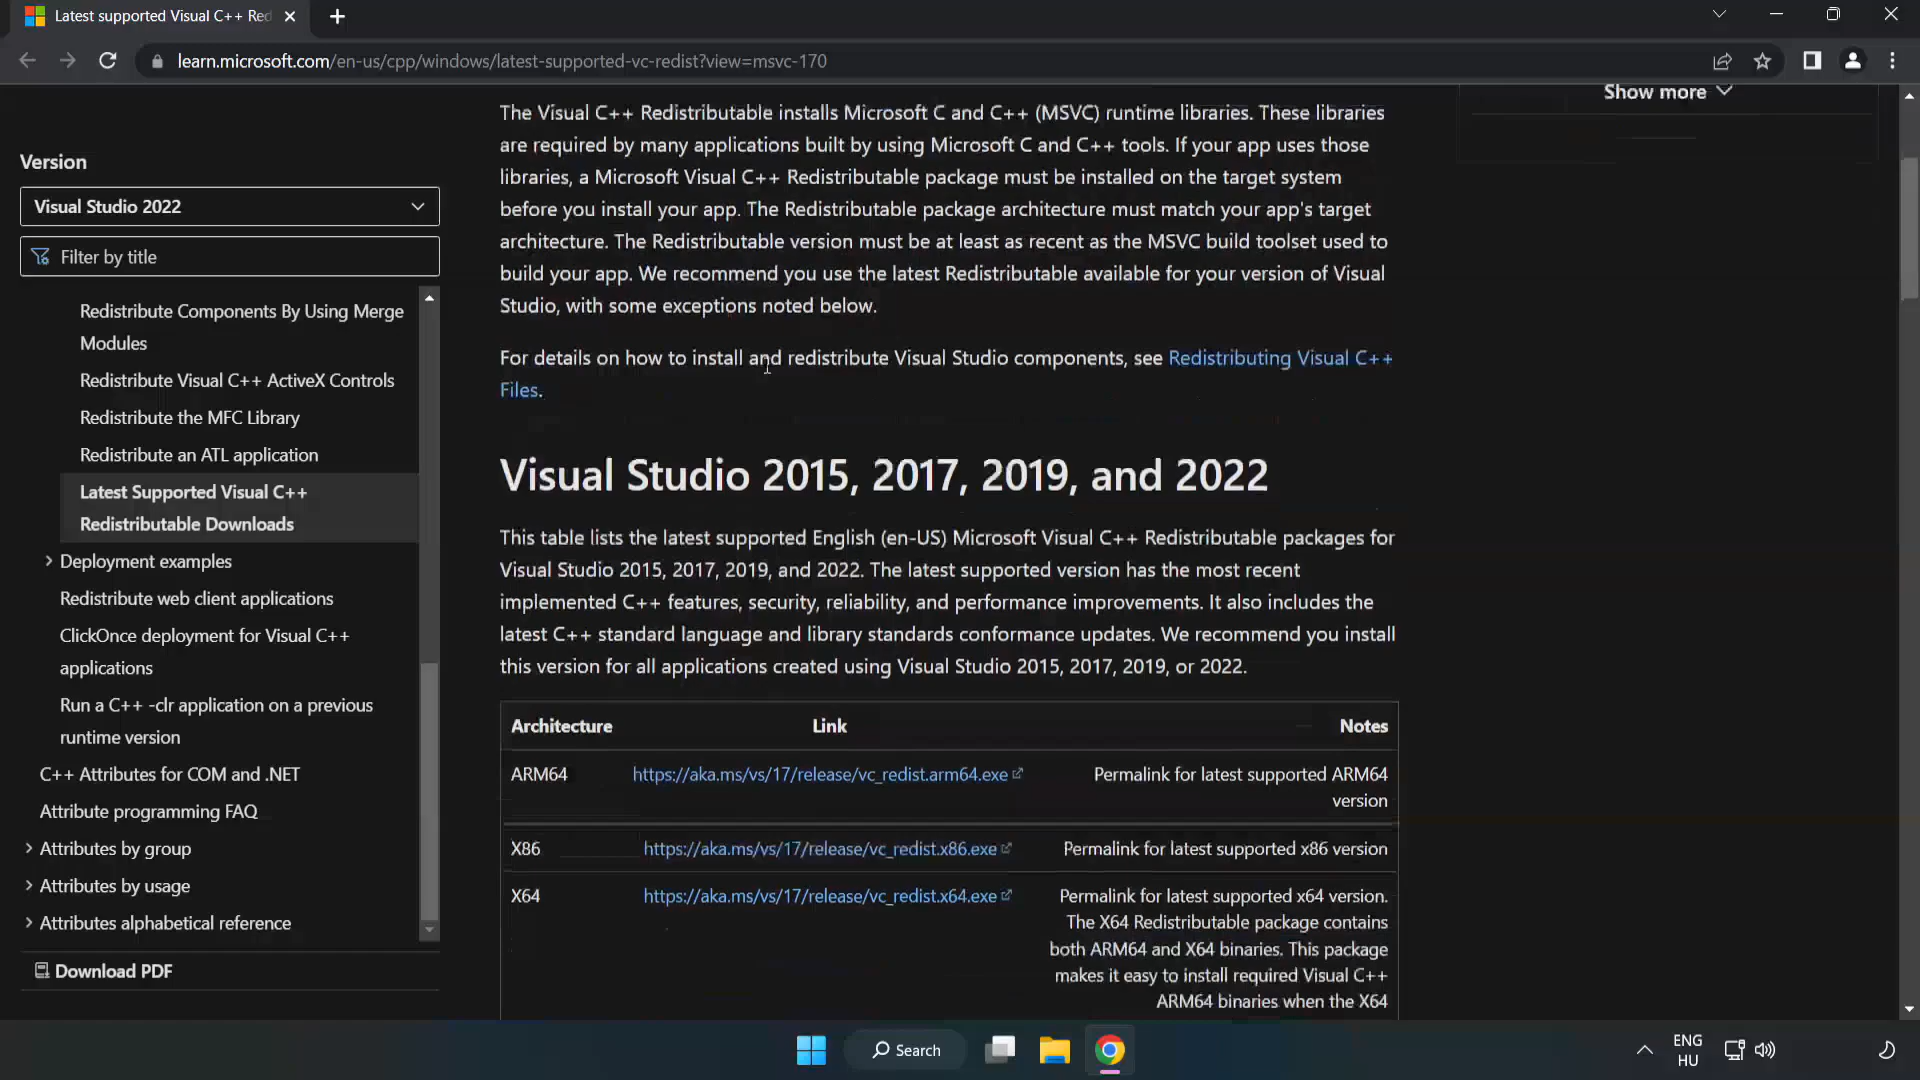 Latest supported Visual C++ Red
learn.microsoft.com/en-us/cpp/windows/latest-supported-vc-redist?view=msvc-170
Version
Visual Studio 2022
Filter by title
Redistribute Components By Using Merge
Modules
Redistribute Visual C++ ActiveX Controls
Redistribute the MFC Library
Redistribute an ATL application
Latest Supported Visual C++
Redistributable Downloads
Deployment examples
Redistribute web client applications
ClickOnce deployment for Visual C++
applications
Run a C++ -clr application on a previous
runtime version
C++ Attributes for COM and .NET
Attribute programming FAQ
Attributes by group
Attributes by usage
Attributes alphabetical reference
Download PDF
The Visual C++ Redistributable installs Microsoft C and C++ (MSVC) runtime libraries. These libraries
are required by many applications built by using Microsoft C and C++ tools. If your app uses those
libraries, a Microsoft Visual C++ Redistributable package must be installed on the target system
before you install your app. The Redistributable package architecture must match your app's target
architecture. The Redistributable version must be at least as recent as the MSVC build toolset used to
build your app. We recommend you use the latest Redistributable available for your version of Visual
Studio, with some exceptions noted below.
For details on how to install and redistribute Visual Studio components, see Redistributing Visual C++
Files.
Visual Studio 2015, 2017, 2019, and 2022
This table lists the latest supported English (en-US) Microsoft Visual C++ Redistributable packages for
Visual Studio 2015, 2017, 2019, and 2022. The latest supported version has the most recent
implemented C++ features, security, reliability, and performance improvements. It also includes the
latest C++ standard language and library standards conformance updates. We recommend you install
this version for all applications created using Visual Studio 2015, 2017, 2019, or 2022.
Architecture Link Notes
ARM64 https://aka.ms/vs/17/release/vc_redist.arm64.exe Permalink for latest supported ARM64
version
X86 https://aka.ms/vs/17/release/vc_redist.x86.exe Permalink for latest supported x86 version
X64 https://aka.ms/vs/17/release/vc_redist.x64.exe Permalink for latest supported x64 version.
The X64 Redistributable package contains
both ARM64 and X64 binaries. This package
makes it easy to install required Visual C++
ARM64 binaries when the X64
Show more
Search
ENG
HU